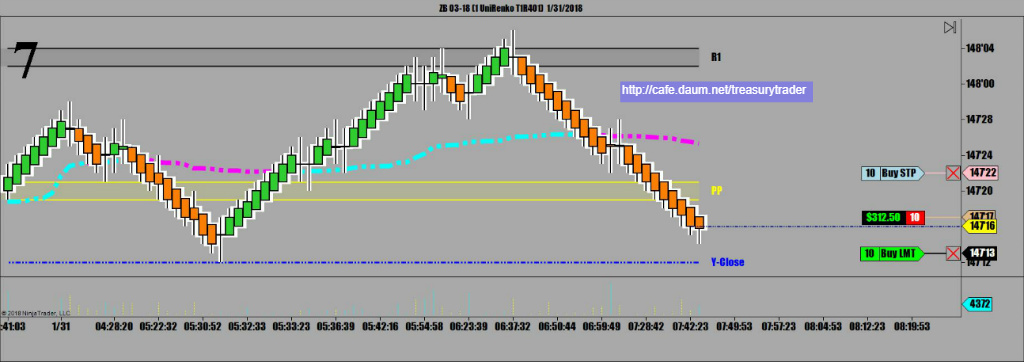 ZB 03-18 (1 UniRenko T1R401) 1/31/2018
7
R1
148'04
148'00
http://cafe.daum.net/treasurytrader
14728
14724
10 Buy STP
14722
PP
14720
$312.50 10
14717
14716
10 Buy LMT
14713
Y-Close
14712
4372
© 2018 NinjaTrader, LLC
:41:03 1/31 04:28:20 05:22:32 05:30:52 05:32:33 05:33:23 05:36:39 05:42:16 05:54:58 06:23:39 06:37:32 06:50:44 06:59:49 07:28:42 07:42:23 07:49:53 07:57:23 08:04:53 08:12:23 08:19:53